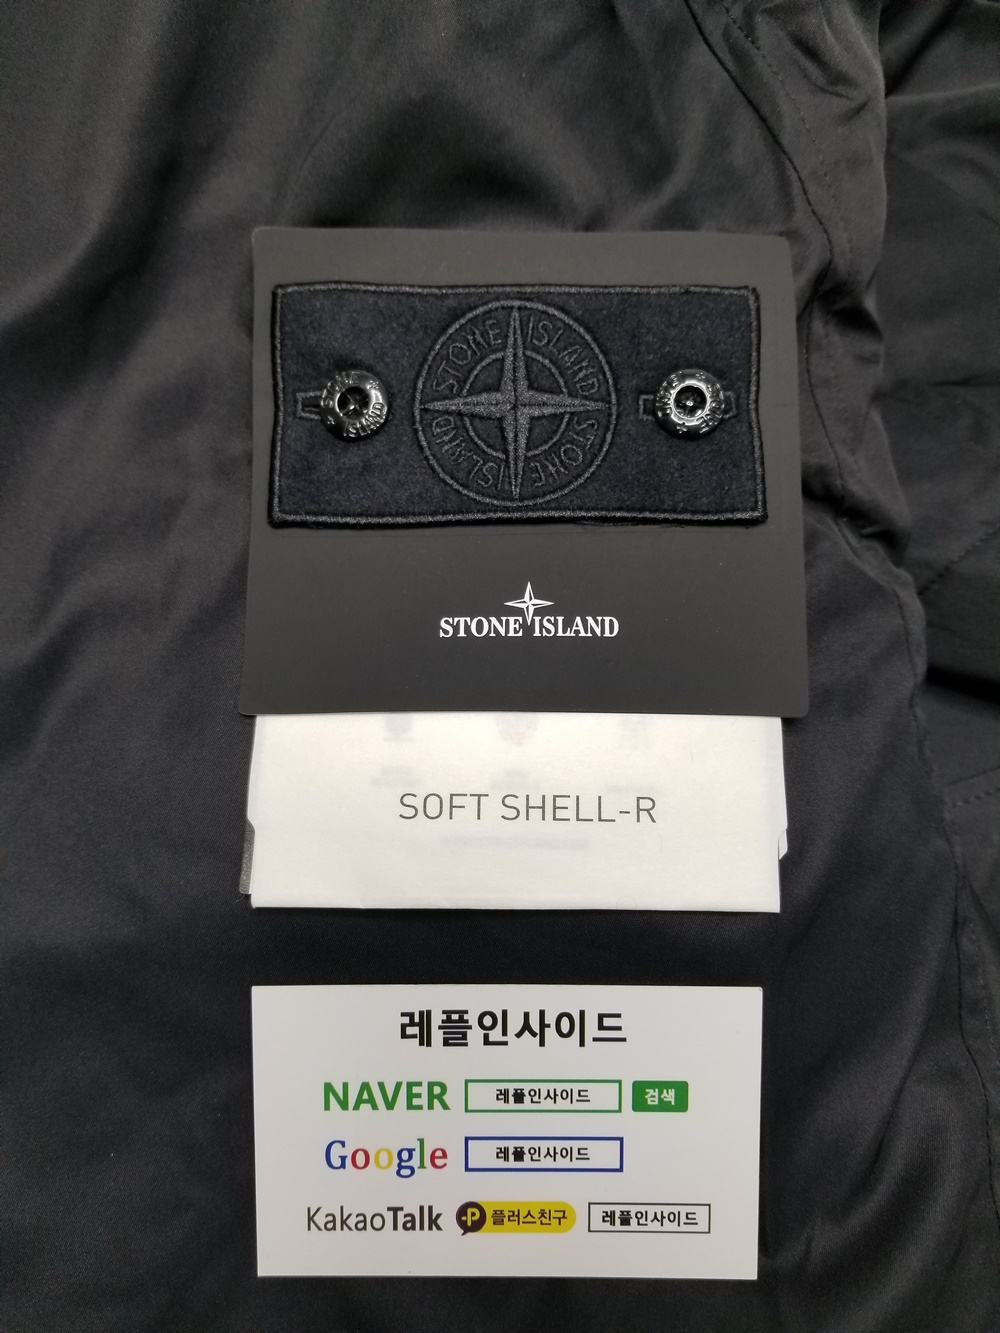 STONE ISLAND
STONE ISLAND
STONE ISLAND
STONE ISLAND
SOFT SHELL-R
레플인사이드
NAVER 레플인사이드 검색
Google 레플인사이드
KakaoTalk P 플러스친구 레플인사이드